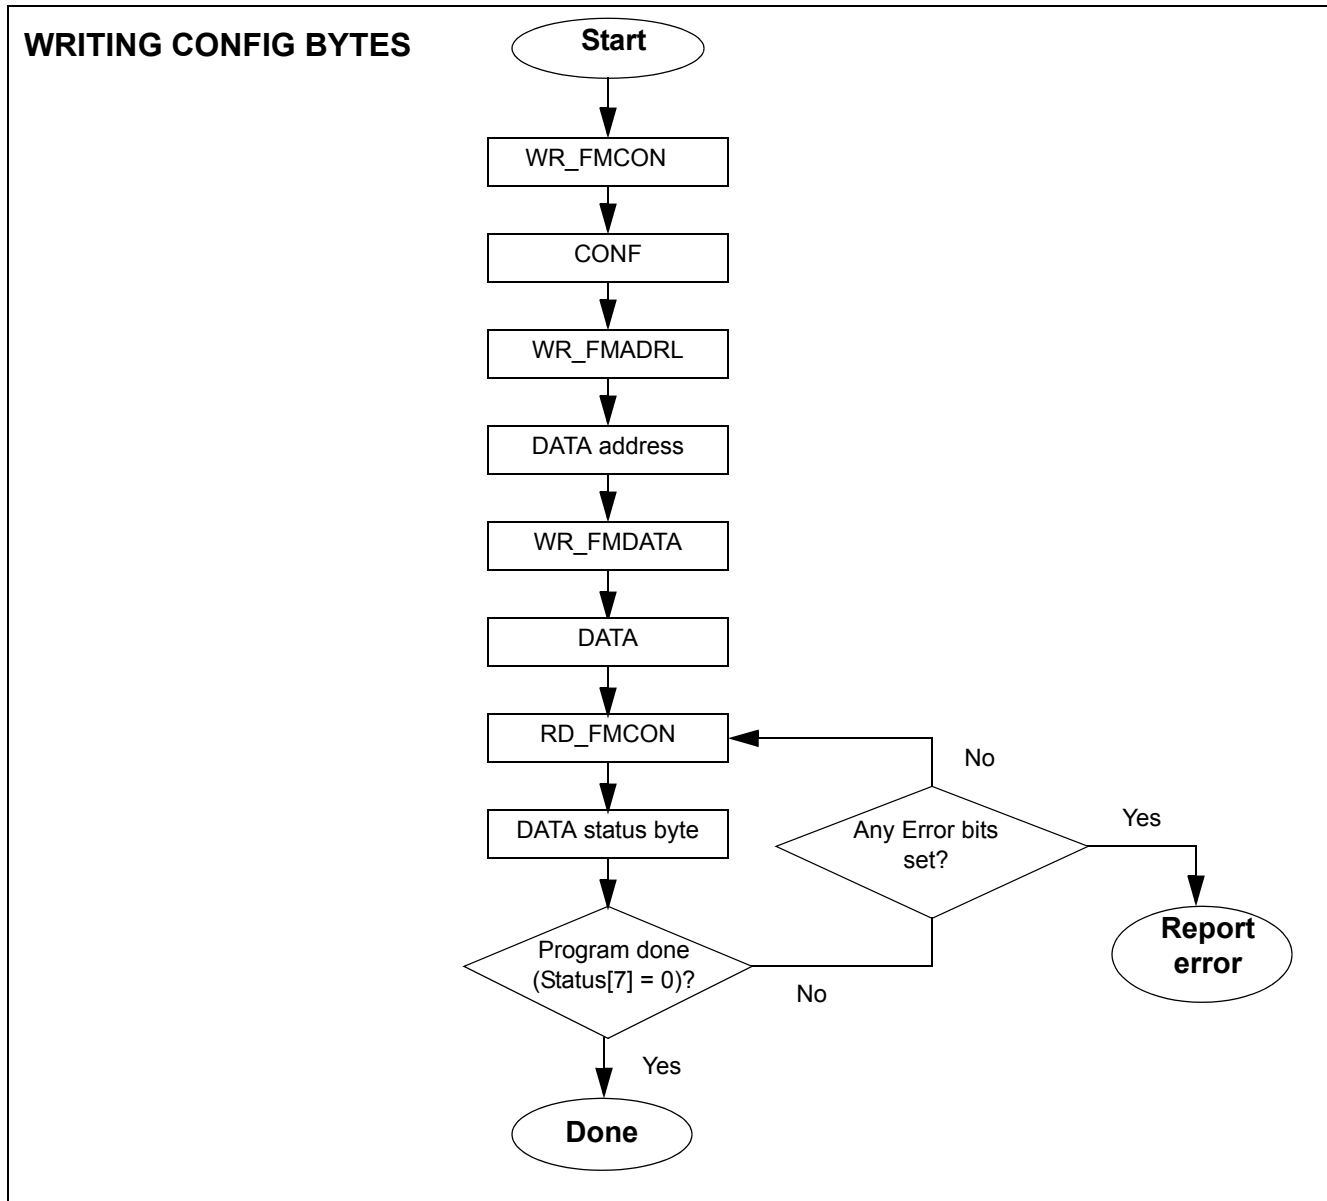 WRITING CONFIG BYTES
Start
WR_FMCON
CONF
WR_FMADRL
DATA address
WR_FMDATA
DATA
RD_FMCON
No
DATA status byte
Any Error bits
set?
Yes
Program done
(Status[7] = 0)?
No
Report
error
Yes
Done